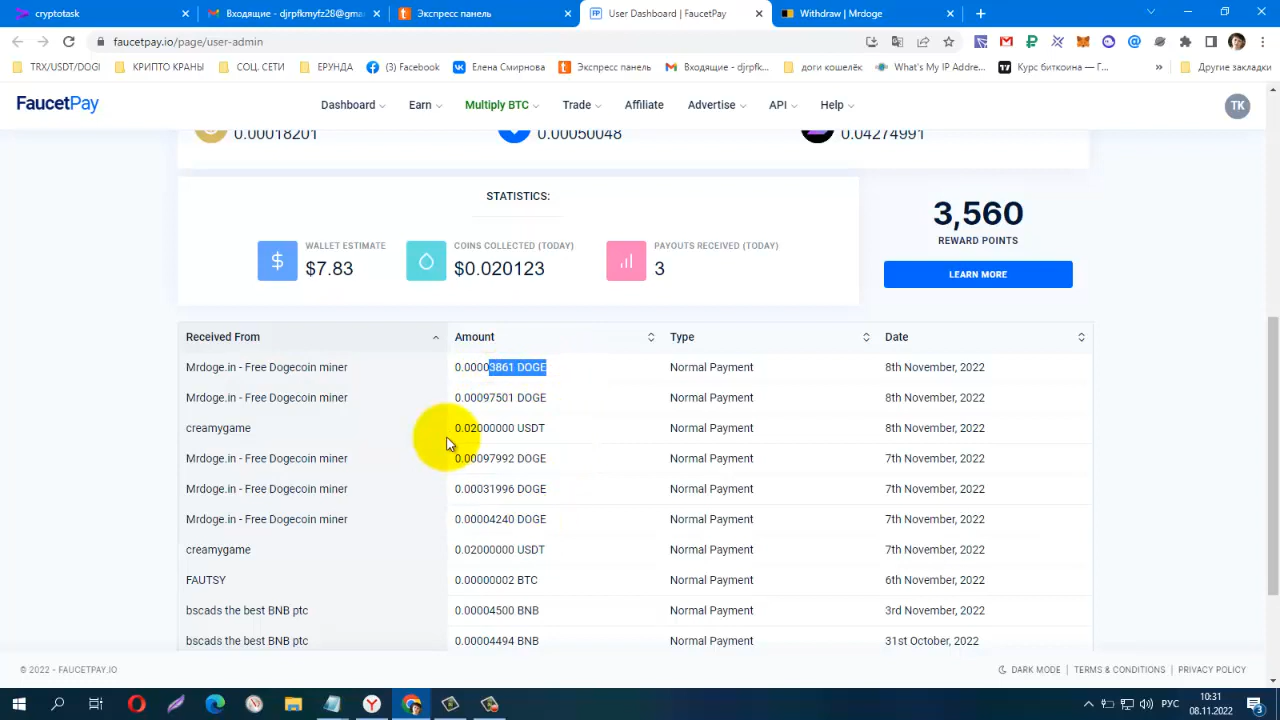 cryptotask
Входящие - djrpfkmyfz28@gma
Экспресс панель
User Dashboard | FaucetPay
Withdraw | Mrdoge
faucetpay.io/page/user-admin
TRX/USDT/DOGI
КРИПТО КРАНЫ
СОЦ. СЕТИ
ЕРУНДА
(3) Facebook
Елена Смирнова
Экспресс панель
Входящие - djrpfk...
доги кошелёк
What's My IP Addre...
Курс биткоина — Г...
»
Другие закладки
FaucetPay
Dashboard
Earn
Multiply BTC
Trade
Affiliate
Advertise
API
Help
TK
0.00018201
0.00050048
0.04274991
STATISTICS:
WALLET ESTIMATE
$7.83
COINS COLLECTED (TODAY)
$0.020123
PAYOUTS RECEIVED (TODAY)
3
3,560
REWARD POINTS
LEARN MORE
Received From Amount Type Date
Mrdoge.in - Free Dogecoin miner 0.00003861 DOGE Normal Payment 8th November, 2022
Mrdoge.in - Free Dogecoin miner 0.00097501 DOGE Normal Payment 8th November, 2022
creamygame 0.02000000 USDT Normal Payment 8th November, 2022
Mrdoge.in - Free Dogecoin miner 0.00097992 DOGE Normal Payment 7th November, 2022
Mrdoge.in - Free Dogecoin miner 0.00031996 DOGE Normal Payment 7th November, 2022
Mrdoge.in - Free Dogecoin miner 0.00004240 DOGE Normal Payment 7th November, 2022
creamygame 0.02000000 USDT Normal Payment 7th November, 2022
FAUTSY 0.00000002 BTC Normal Payment 6th November, 2022
bscads the best BNB ptc 0.00004500 BNB Normal Payment 3rd November, 2022
bscads the best BNB ptc 0.00004494 BNB Normal Payment 31st October, 2022
© 2022 - FAUCETPAY.IO
DARK MODE | TERMS & CONDITIONS | PRIVACY POLICY
РУС
10:31
08.11.2022
3